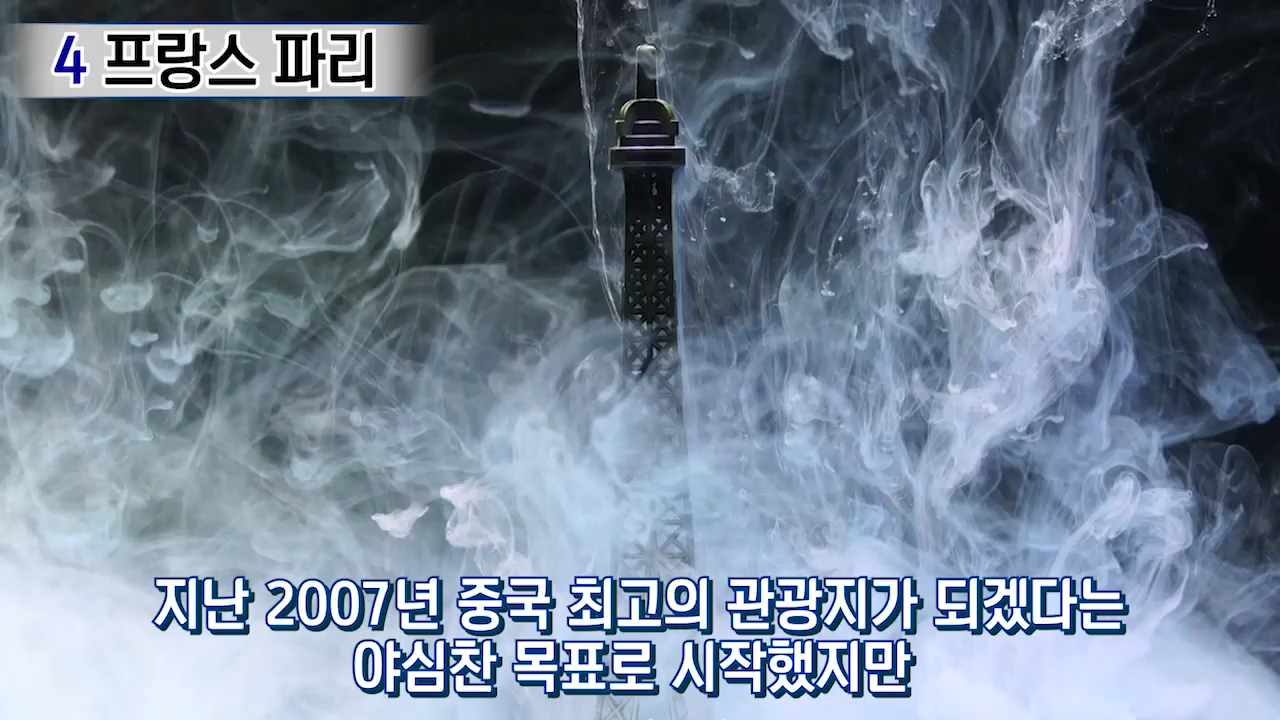 4 프랑스 파리
지난 2007년 중국 최고의 관광지가 되겠다는
야심찬 목표로 시작했지만